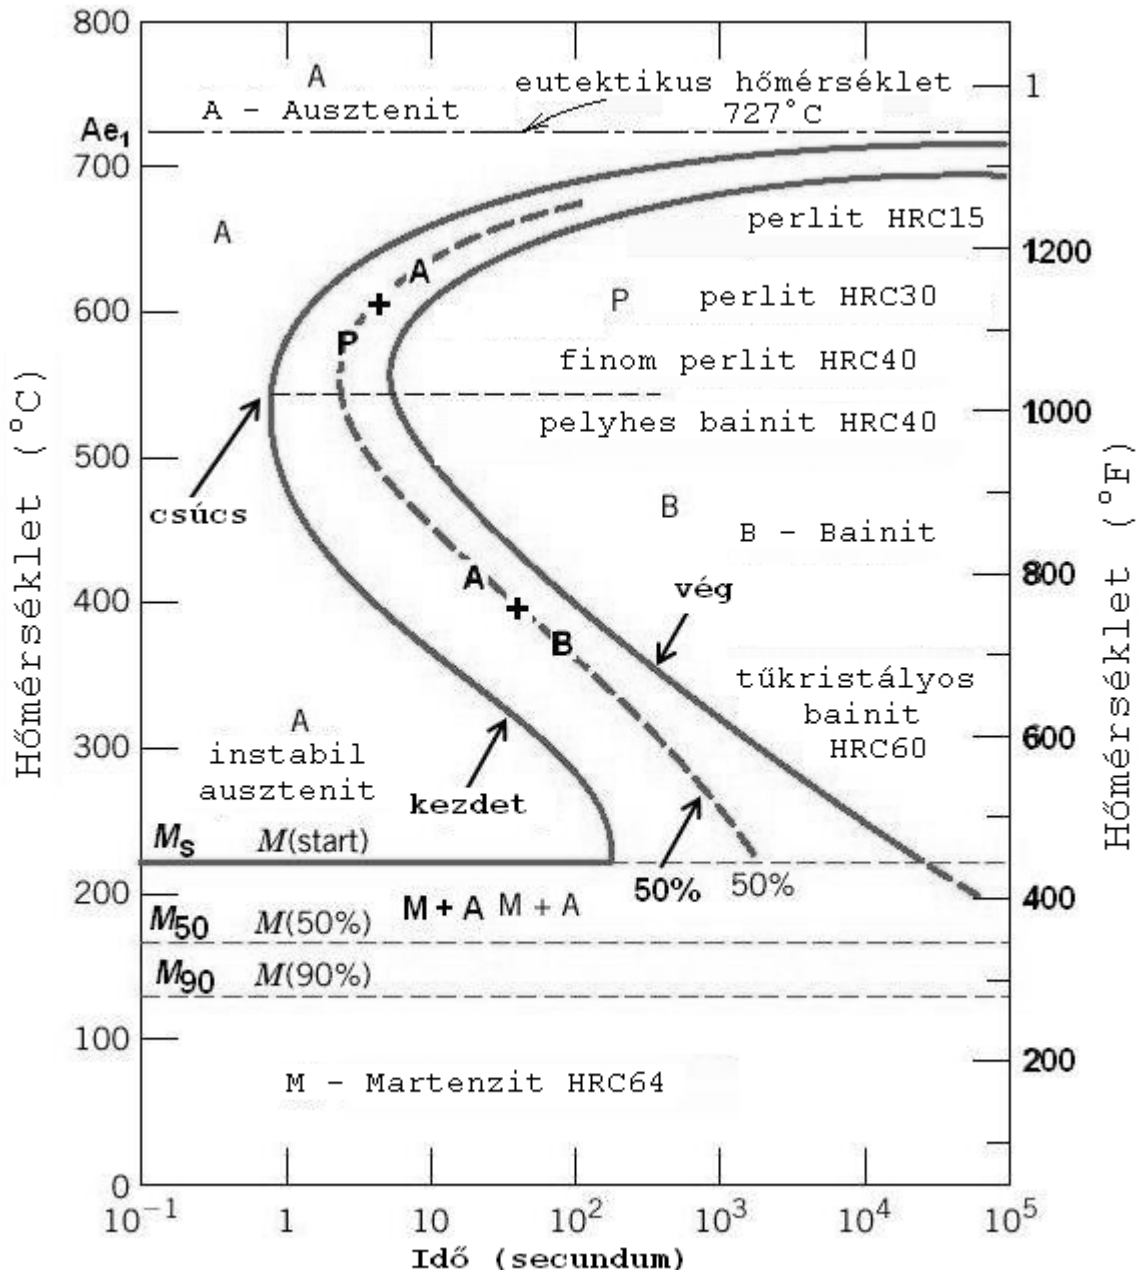 800
A
eutektikus hőmérséklet
1
A - Ausztenit
727°C
Ae1
700
perlit HRC15
A
A
1200
600
+
P
perlit HRC30
P
finom perlit HRC40
1000
pelyhes bainit HRC40
500
csúcs
B
B - Bainit
A
vég
800
400
+
B
tűkristályos
bainit
HRC60
A
instabil
ausztenit
300
600
kezdet
Ms M(start)
50% 50%
200
M + A M + A
400
M50 M(50%)
M90 M(90%)
100
M - Martenzit HRC64
200
0
10⁻¹ 1 10 10² 10³ 10⁴ 10⁵
Idő (secundum)
Hőmérséklet (°C)
Hőmérséklet (°F)